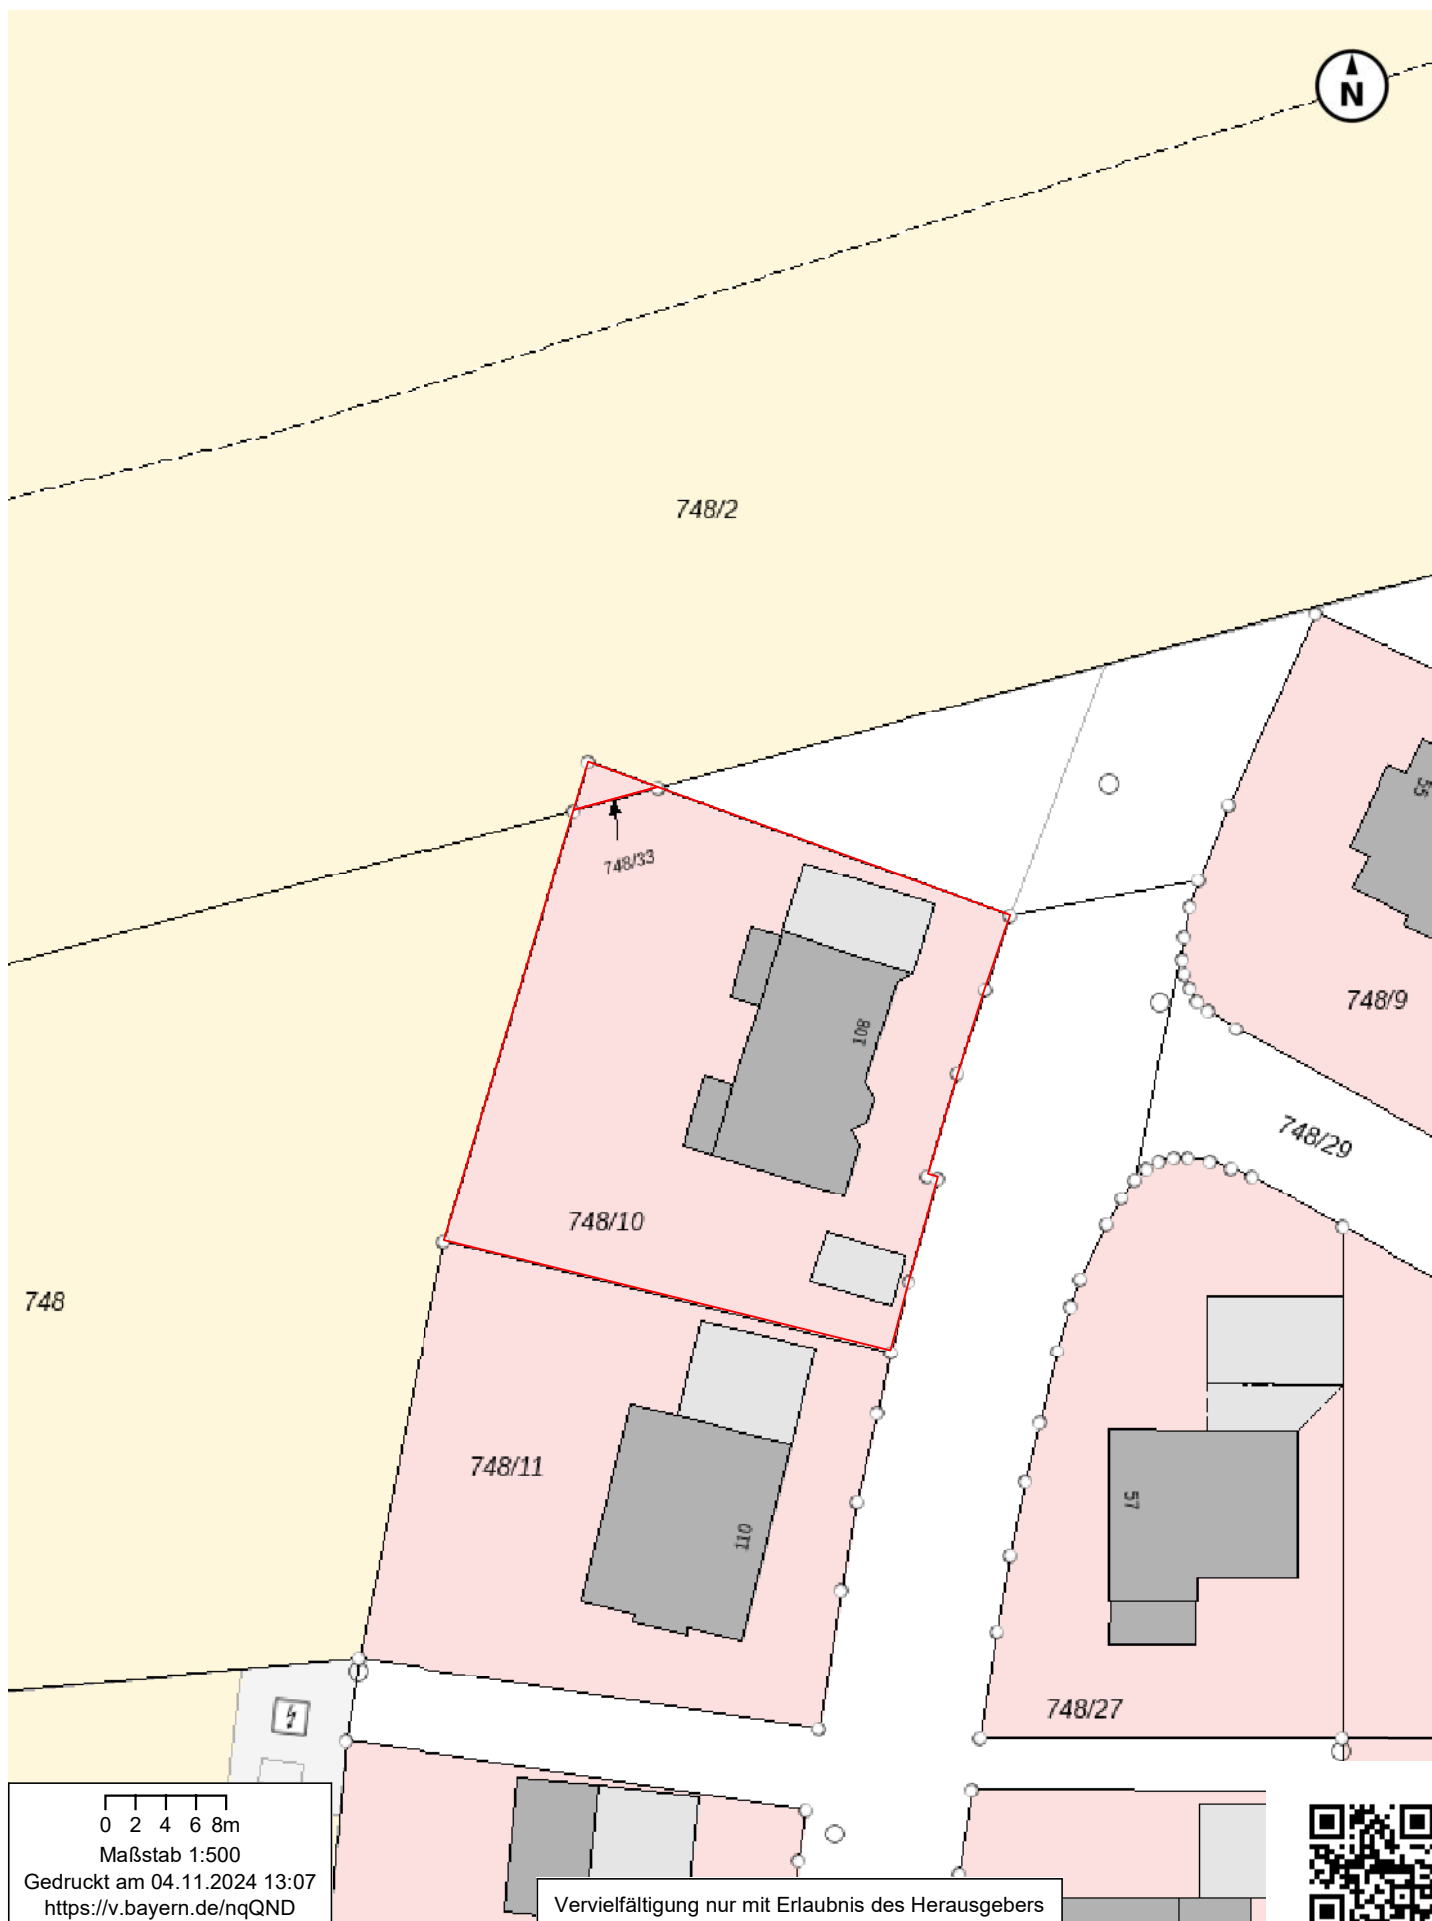 N
748/2
55
748/33
748/9
108
748/29
748/10
748
748/11
57
110
748/27
0 2 4 6 8m
Maßstab 1:500
Gedruckt am 04.11.2024 13:07
https://v.bayern.de/nqQND
Vervielfältigung nur mit Erlaubnis des Herausgebers